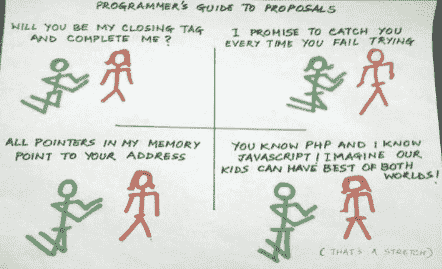 PROGRAMMER'S GUIDE TO PROPOSALS
WILL YOU BE MY CLOSING TAG
AND COMPLETE ME?
I PROMISE TO CATCH YOU
EVERY TIME YOU FAIL TRYING
ALL POINTERS IN MY MEMORY
POINT TO YOUR ADDRESS
YOU KNOW PHP AND I KNOW
JAVASCRIPT! IMAGINE OUR
KIDS CAN HAVE BEST OF BOTH
WORLDS!
(THAT'S A STRETCH)